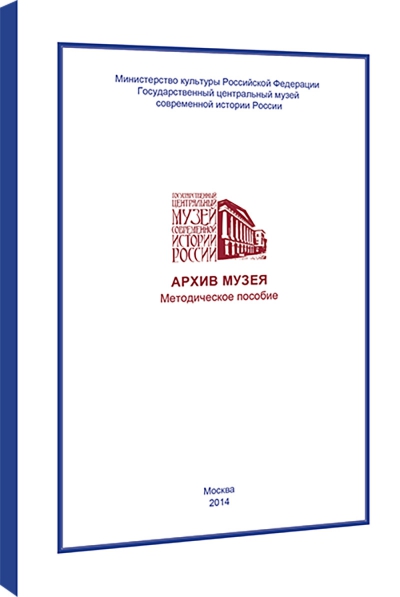 Министерство культуры Российской Федерации
Государственный центральный музей
современной истории России
ГОСУДАРСТВЕННЫЙ
ЦЕНТРАЛЬНЫЙ
МУЗЕЙ
СОВРЕМЕННОЙ
ИСТОРИИ
РОССИИ
АРХИВ МУЗЕЯ
Методическое пособие
Москва
2014